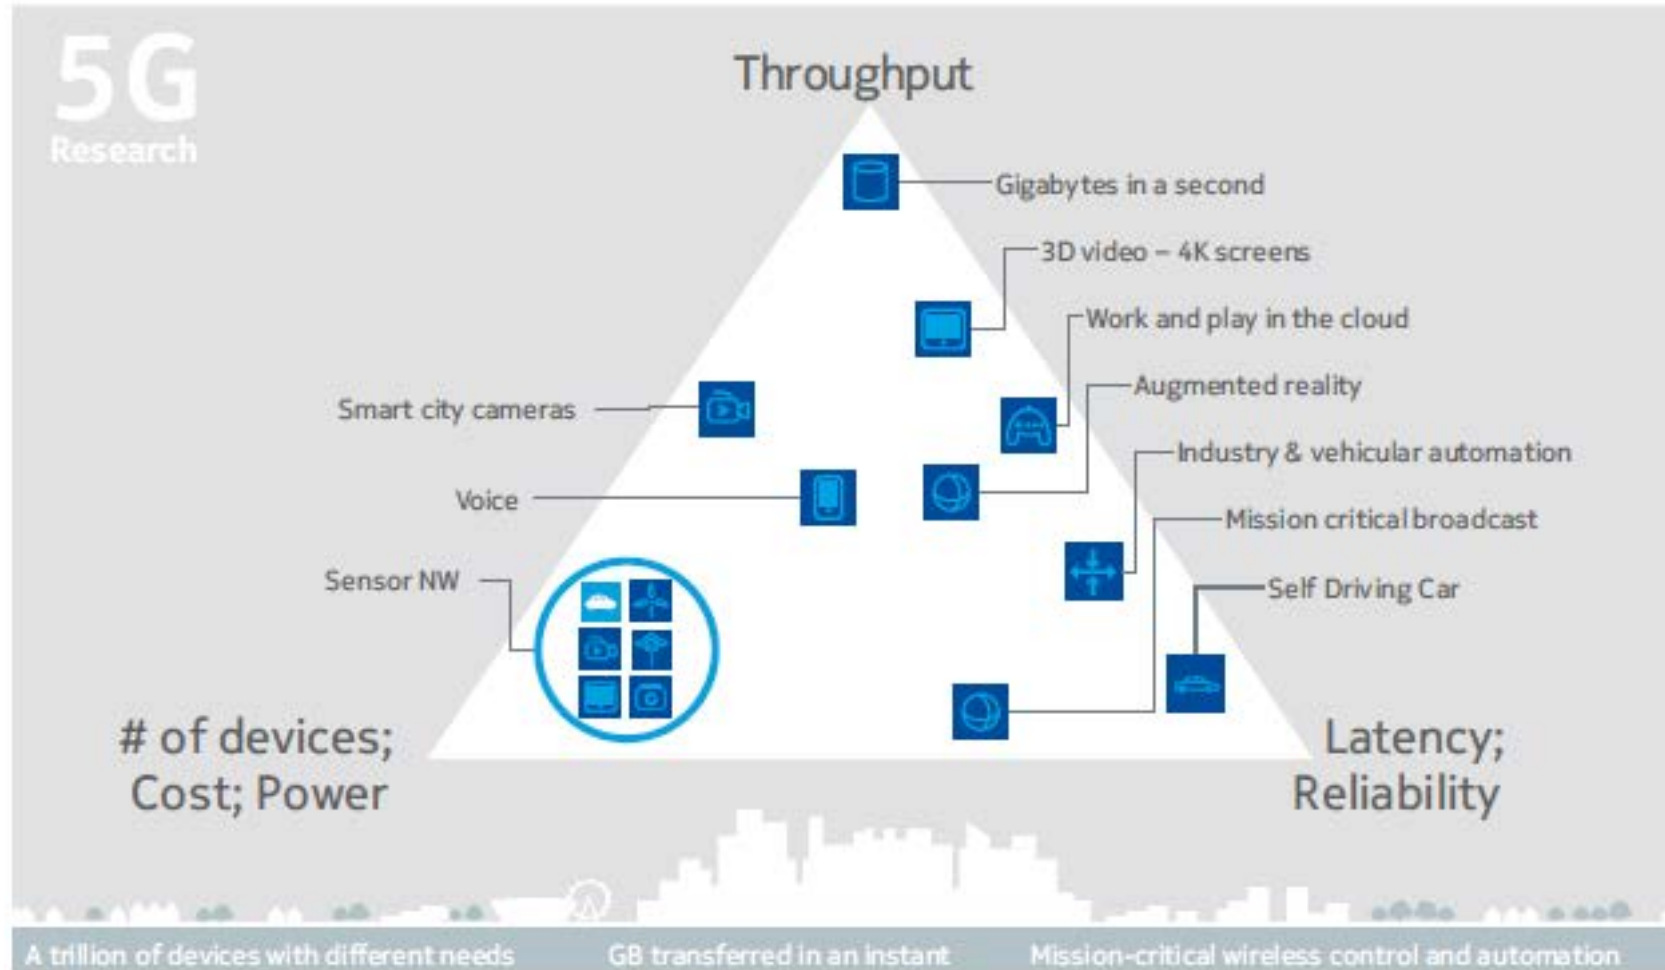 5G
Research
Throughput
Gigabytes in a second
3D video – 4K screens
Work and play in the cloud
Augmented reality
Smart city cameras
Industry & vehicular automation
Voice
Mission critical broadcast
Sensor NW
Self Driving Car
# of devices;
Cost; Power
Latency;
Reliability
A trillion of devices with different needs
GB transferred in an instant
Mission-critical wireless control and automation